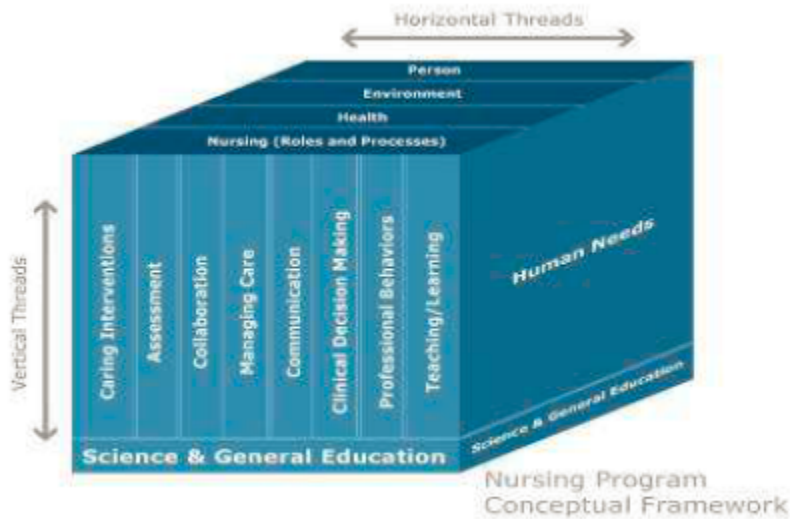 Horizontal Threads
Person
Environment
Health
Nursing (Roles and Processes)
Vertical Threads
Caring Interventions
Assessment
Collaboration
Managing Care
Communication
Clinical Decision Making
Professional Behaviors
Teaching/Learning
Human Needs
Science & General Education
Science & General Education
Nursing Program
Conceptual Framework